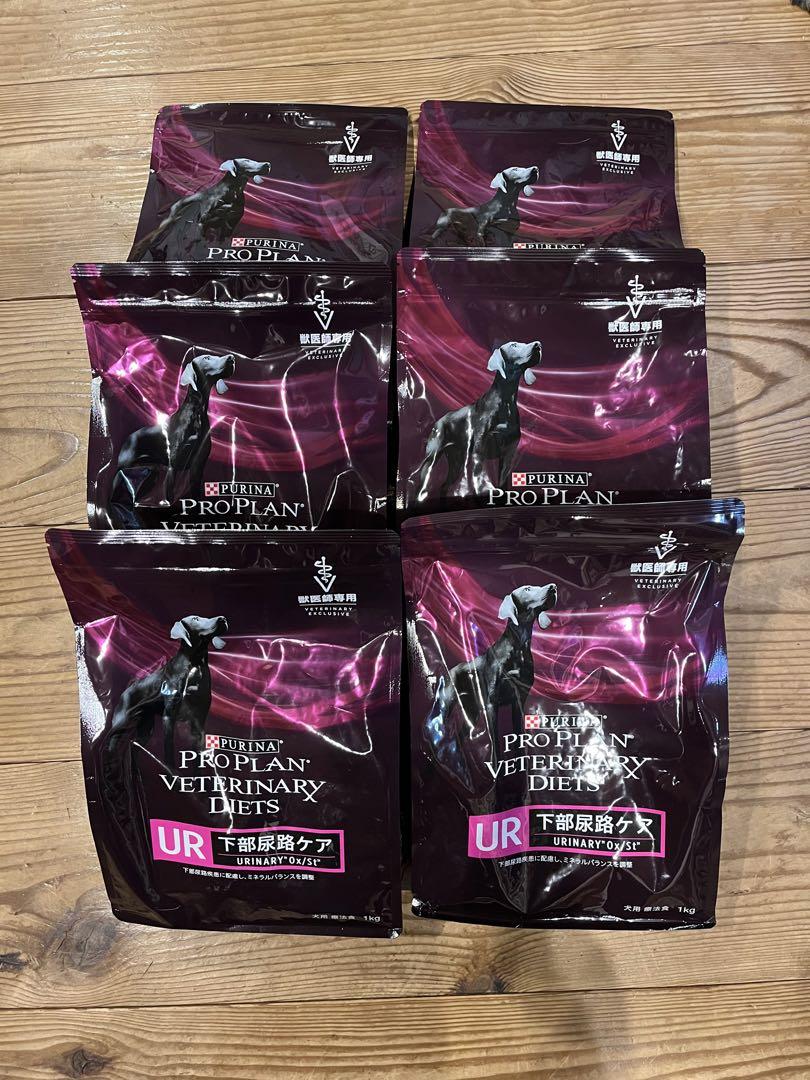 獣医師専用
VETERINARY
EXCLUSIVE
PURINA
PRO PLAN
獣医師専用
VETERINARY
EXCLUSIVE
PURINA
獣医師専用
VETERINARY
EXCLUSIVE
PURINA
PRO PLAN
VETERINARY
獣医師専用
VETERINARY
EXCLUSIVE
PURINA
PRO PLAN
獣医師専用
VETERINARY
EXCLUSIVE
PURINA
PRO PLAN
VETERINARY
DIETS
UR 下部尿路ケア
URINARY"Ox/St"
下部尿路疾患に配慮し、ミネラルバランスを調整
犬用 療法食 1kg
獣医師専用
VETERINARY
EXCLUSIVE
PURINA
PRO PLAN
VETERINARY
DIETS
UR 下部尿路ケア
URINARY"Ox/St"
下部尿路疾患に配慮し、ミネラルバランスを調整
犬用 療法食 1kg